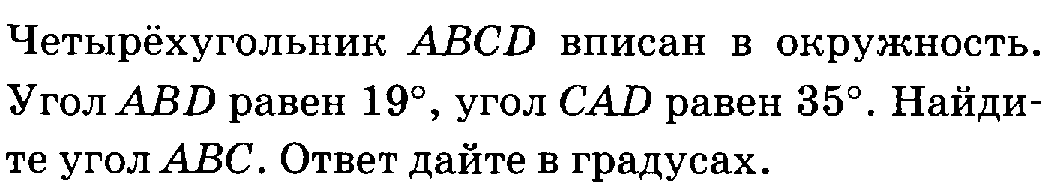 Четырёхугольник ABCD вписан в окружность.
Угол ABD равен 19°, угол CAD равен 35°. Найди-
те угол ABC. Ответ дайте в градусах.